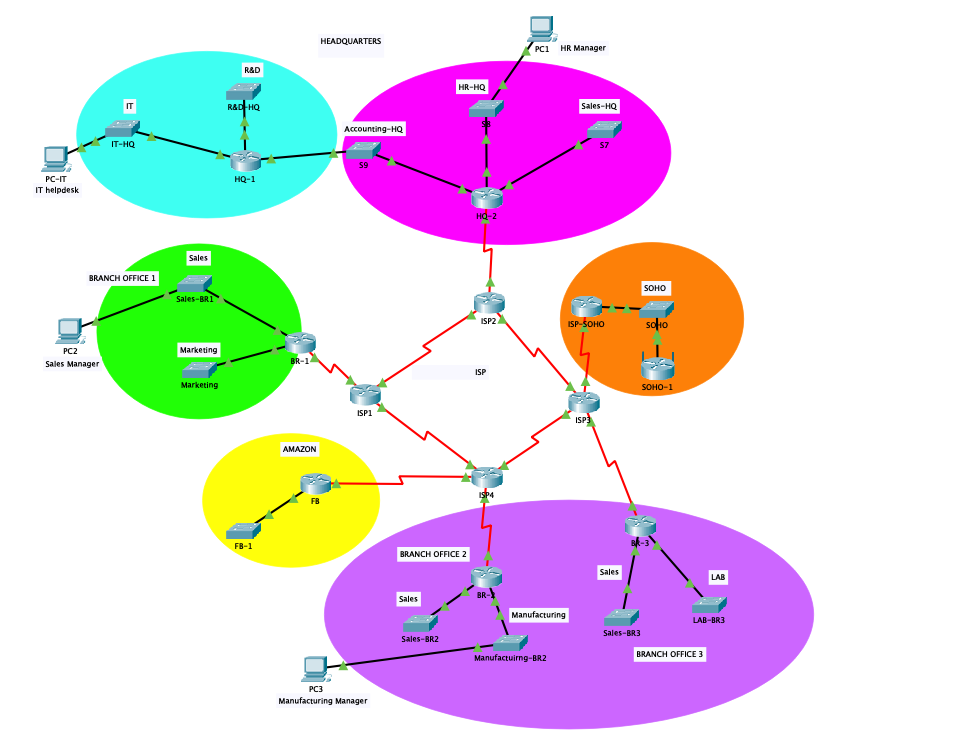 HEADQUARTERS
PC1
HR Manager
R&D
R&D-HQ
IT
IT-HQ
PC-IT
IT helpdesk
HQ-1
HR-HQ
S8
Sales-HQ
S7
Accounting-HQ
S9
HQ-2
BRANCH OFFICE 1
Sales
Sales-BR1
PC2
Sales Manager
Marketing
Marketing
BR-1
ISP2
ISP
ISP1
ISP3
ISP4
SOHO
ISP-SOHO
SOHO
SOHO-1
AMAZON
FB
FB-1
BRANCH OFFICE 2
BR-2
Sales
Sales-BR2
Manufacturing
Manufactuirng-BR2
PC3
Manufacturing Manager
BR-3
Sales
Sales-BR3
LAB
LAB-BR3
BRANCH OFFICE 3